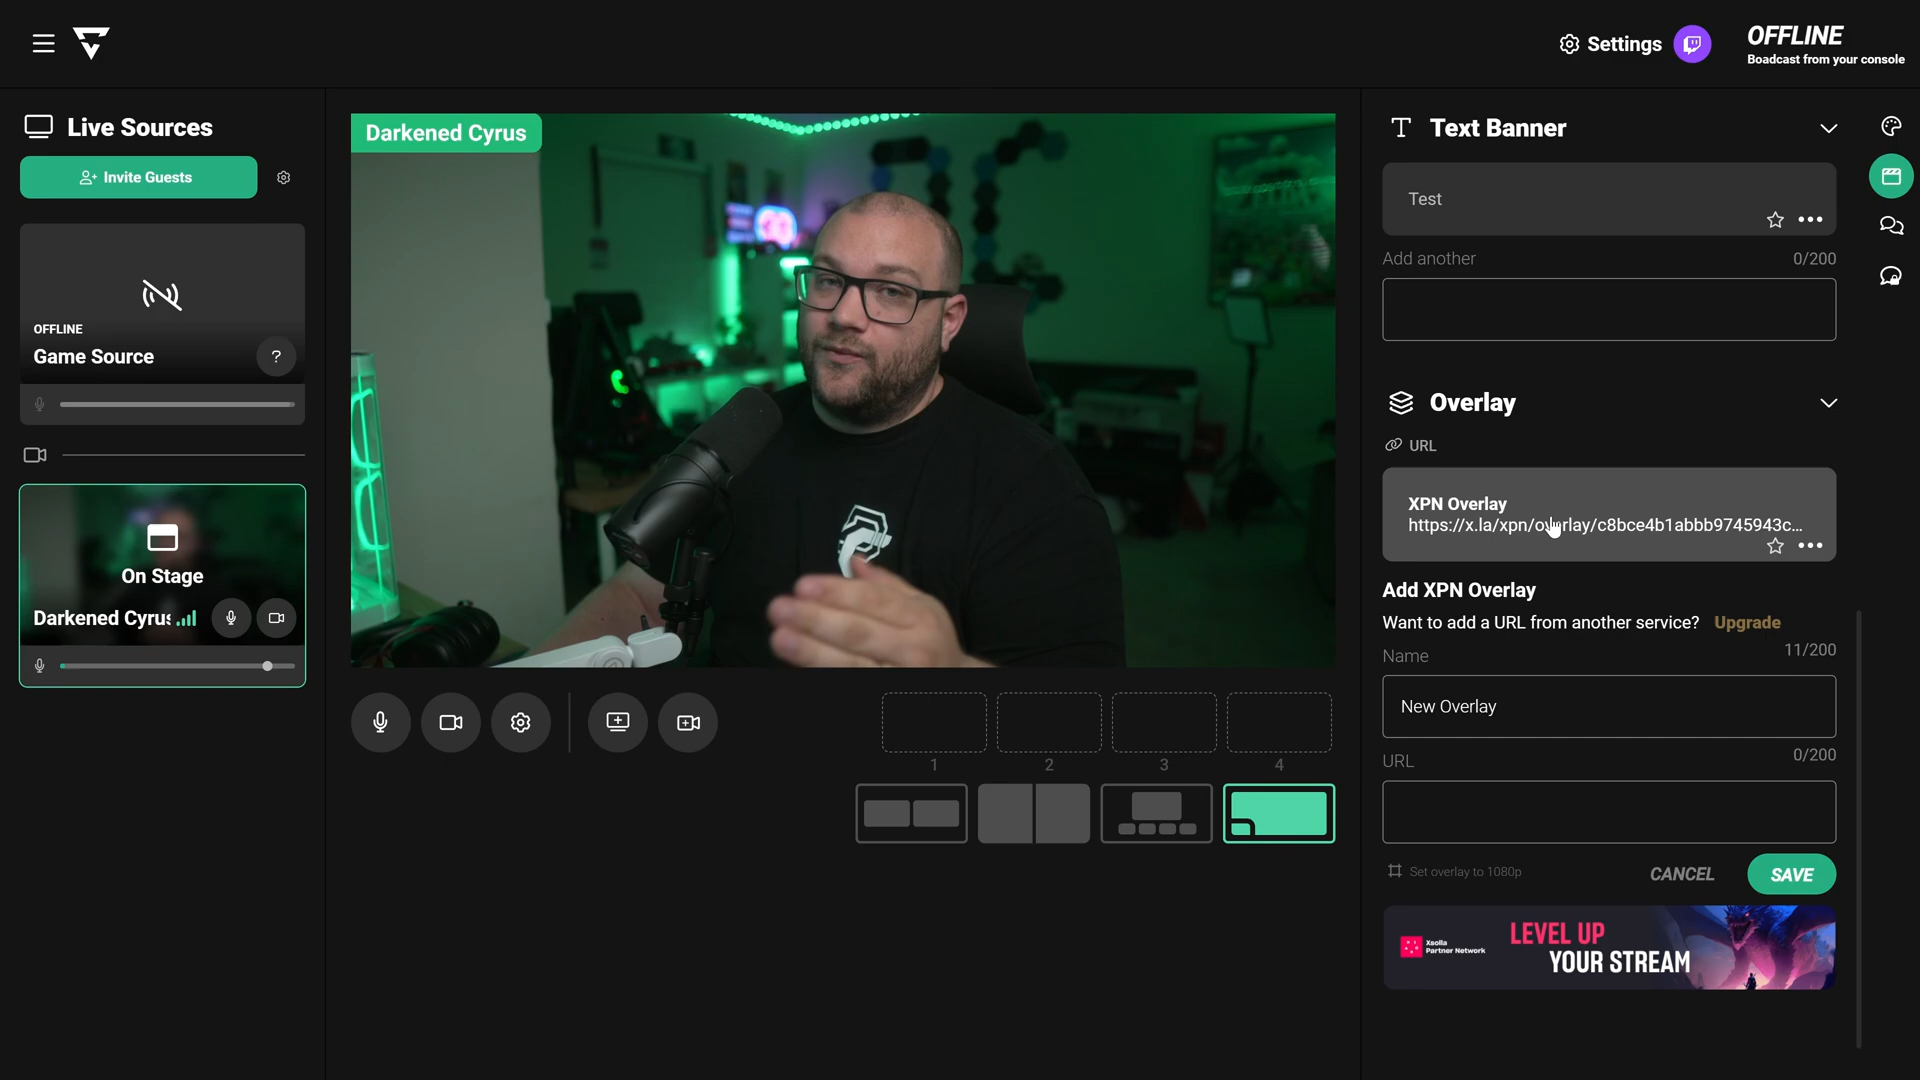 Settings
OFFLINE
Boadcast from your console
Live Sources
Invite Guests
OFFLINE
Game Source
?
On Stage
Darkened Cyrus
Darkened Cyrus
1
2
3
4
Text Banner
Test
Add another
0/200
Overlay
URL
XPN Overlay
https://x.la/xpn/overlay/c8bce4b1abbb9745943c...
Add XPN Overlay
Want to add a URL from another service? Upgrade
Name
11/200
New Overlay
URL
0/200
Set overlay to 1080p
CANCEL
SAVE
Xsolla
Partner Network
LEVEL UP
YOUR STREAM